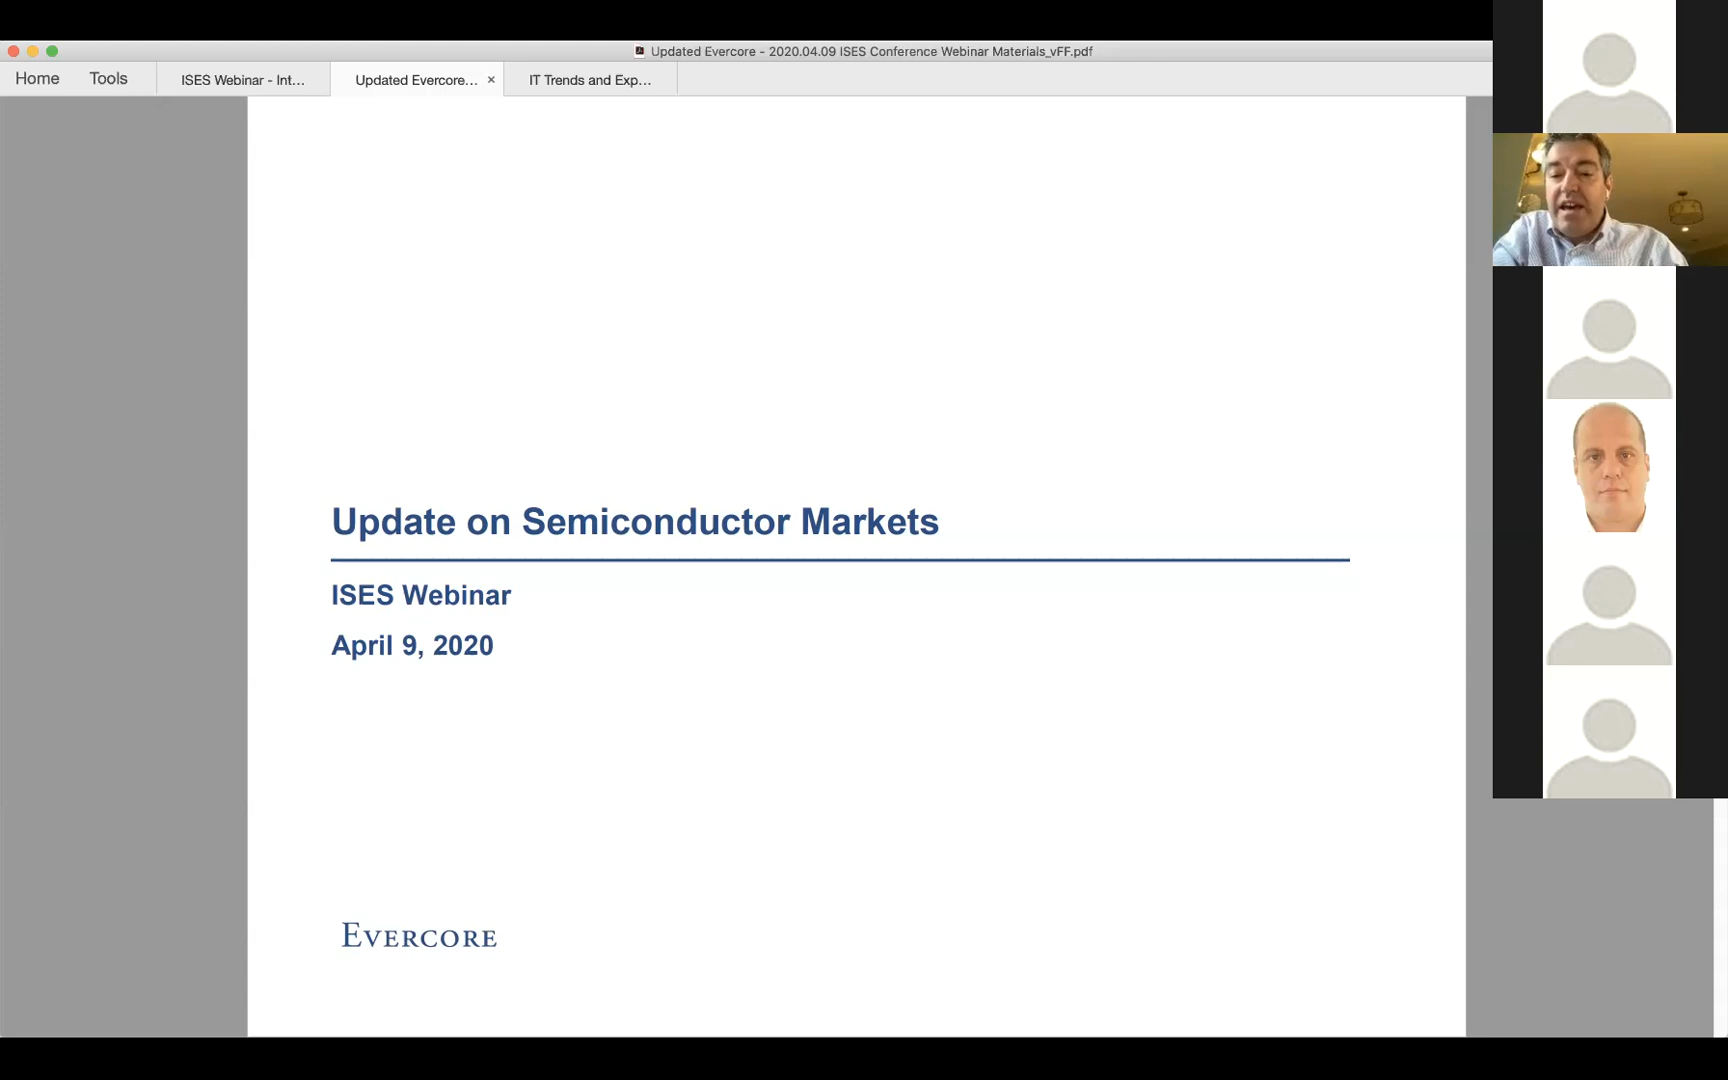 Updated Evercore - 2020.04.09 ISES Conference Webinar Materials_vFF.pdf
Home Tools ISES Webinar - Int... Updated Evercore... × IT Trends and Exp...
Update on Semiconductor Markets
ISES Webinar
April 9, 2020
EVERCORE